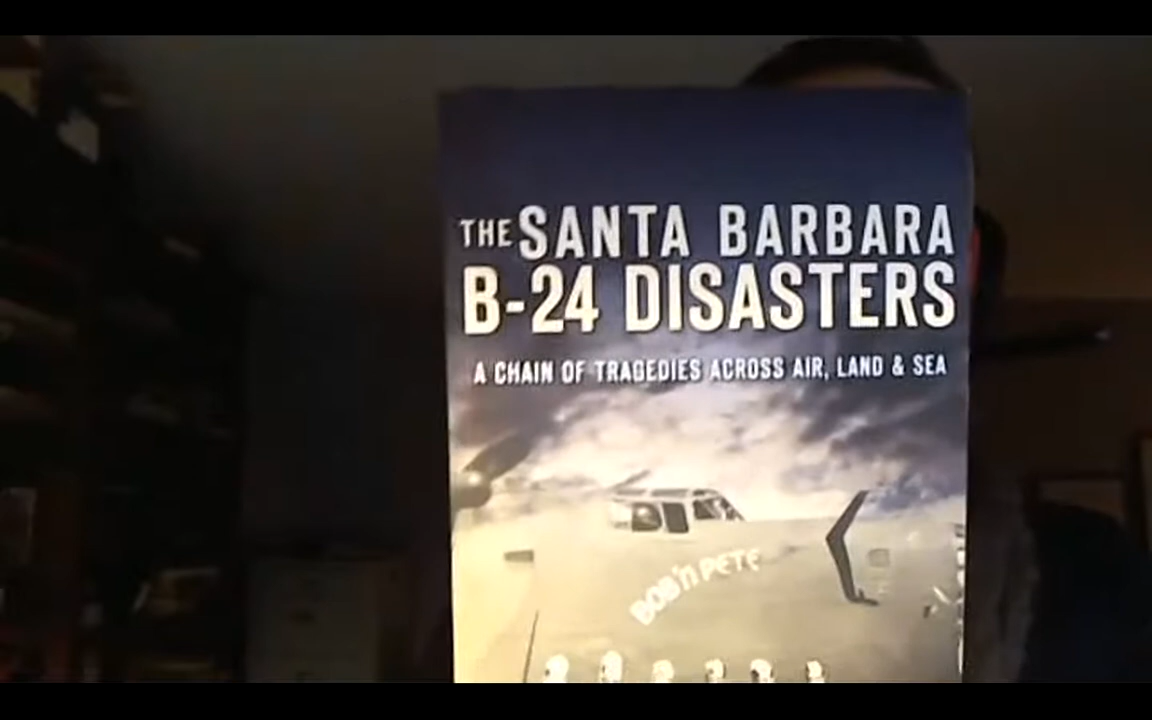 THE SANTA BARBARA
B-24 DISASTERS
A CHAIN OF TRAGEDIES ACROSS AIR, LAND & SEA
BOB'n PETE